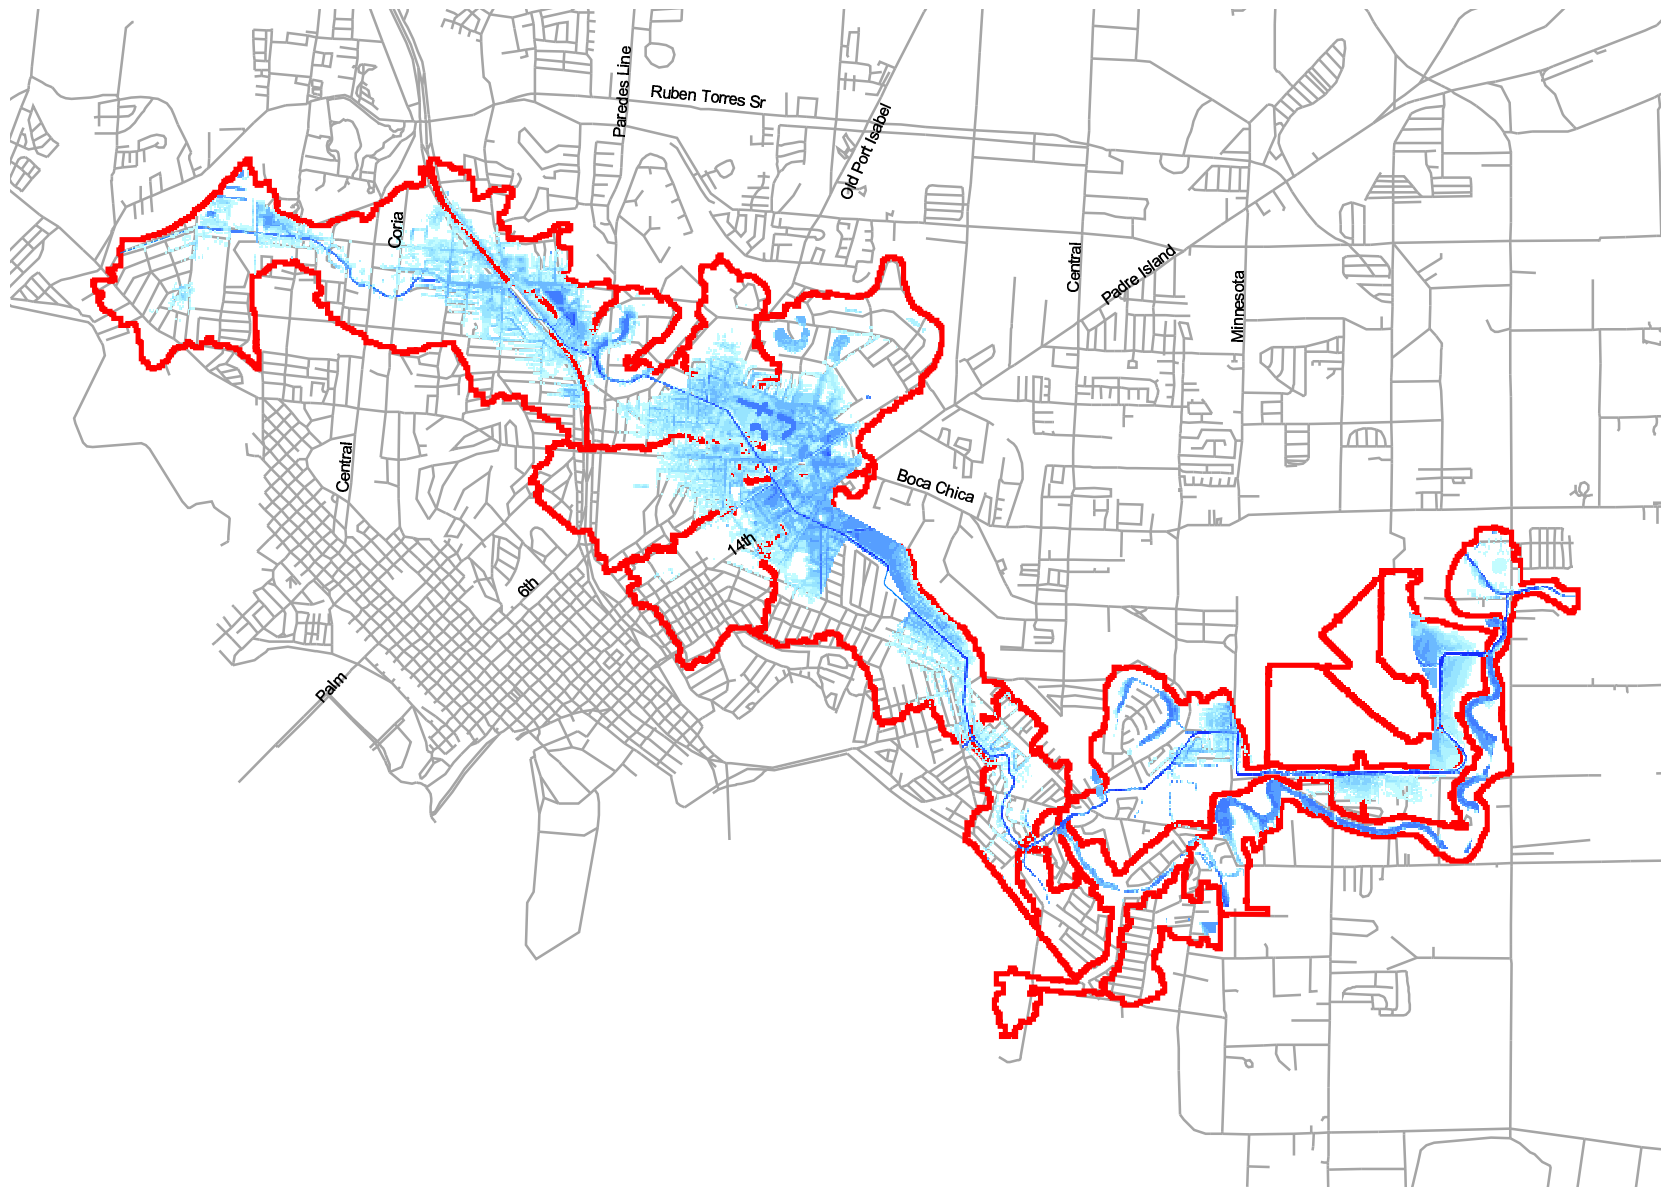 Paredes Line
Ruben Torres Sr
Old Port Isabel
Coria
Central
Padre Island
Minnesota
Central
Boca Chica
14th
6th
Palm